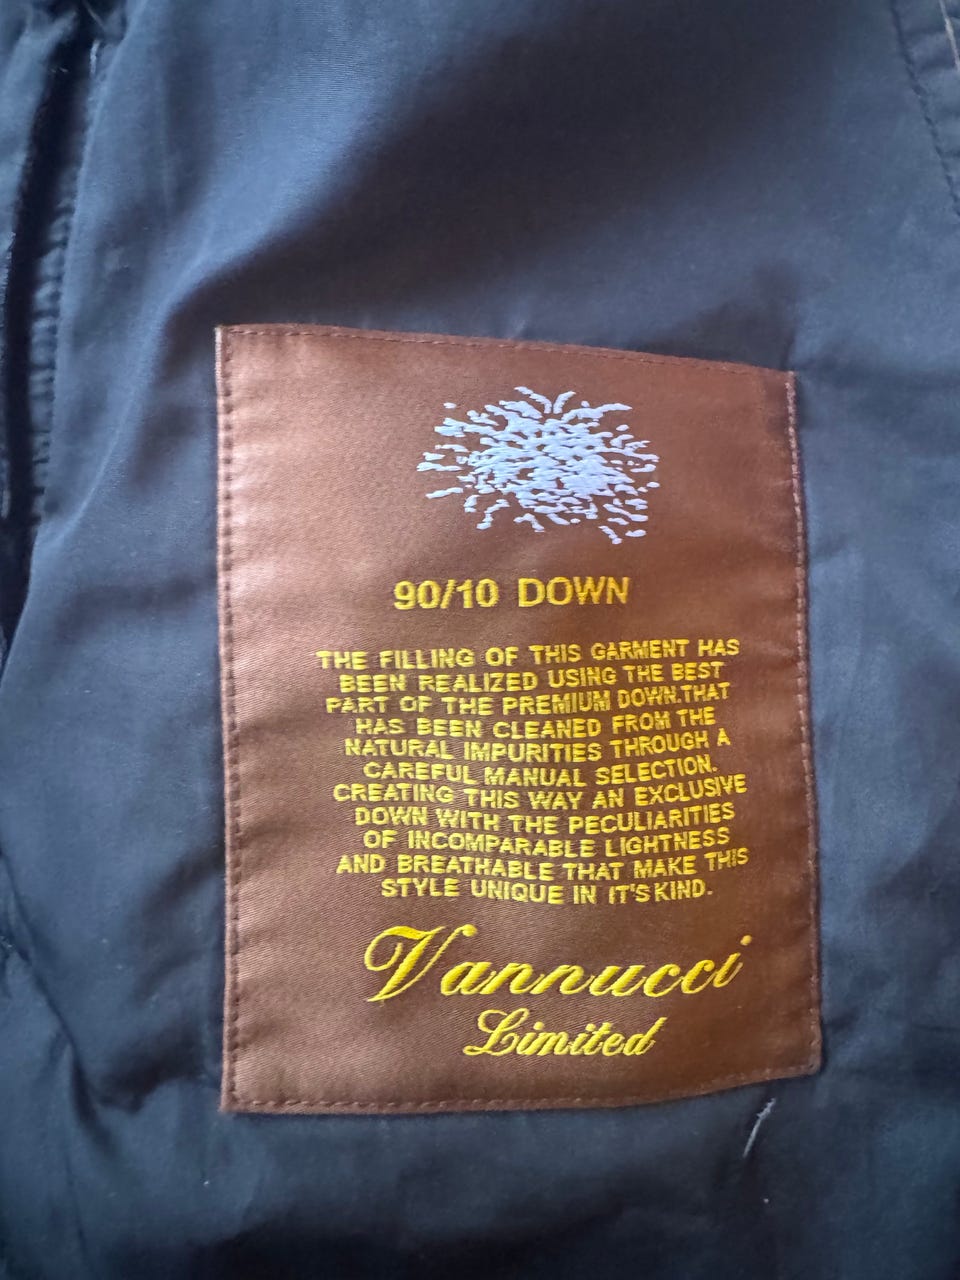 90/10 DOWN
THE FILLING OF THIS GARMENT HAS
BEEN REALIZED USING THE BEST
PART OF THE PREMIUM DOWN.THAT
HAS BEEN CLEANED FROM THE
NATURAL IMPURITIES THROUGH A
CAREFUL MANUAL SELECTION.
CREATING THIS WAY AN EXCLUSIVE
DOWN WITH THE PECULIARITIES
OF INCOMPARABLE LIGHTNESS
AND BREATHABLE THAT MAKE THIS
STYLE UNIQUE IN IT'S KIND.
Vannucci
Limited